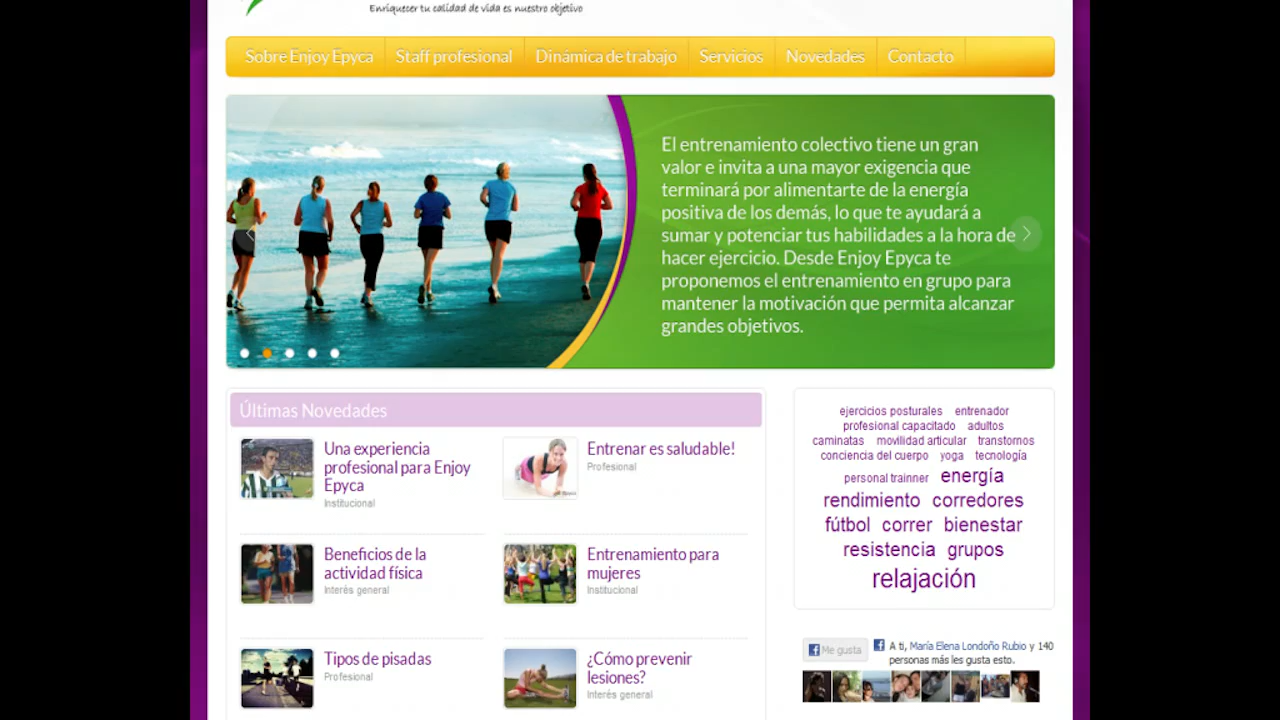 Enriquecer tu calidad de vida es nuestro objetivo
Sobre Enjoy Epyca
Staff profesional
Dinámica de trabajo
Servicios
Novedades
Contacto
El entrenamiento colectivo tiene un gran
valor e invita a una mayor exigencia que
terminará por alimentarte de la energía
positiva de los demás, lo que te ayudará a
sumar y potenciar tus habilidades a la hora de
hacer ejercicio. Desde Enjoy Epyca te
proponemos el entrenamiento en grupo para
mantener la motivación que permita alcanzar
grandes objetivos.
Últimas Novedades
Una experiencia
profesional para Enjoy
Epyca
Institucional
Entrenar es saludable!
Profesional
Beneficios de la
actividad física
Interés general
Entrenamiento para
mujeres
Institucional
Tipos de pisadas
Profesional
¿Cómo prevenir
lesiones?
Interés general
ejercicios posturales entrenador
profesional capacitado adultos
caminatas movilidad articular transtornos
conciencia del cuerpo yoga tecnología
personal trainner energía
rendimiento corredores
fútbol correr bienestar
resistencia grupos
relajación
Me gusta
A ti, María Elena Londoño Rubio y 140
personas más les gusta esto.